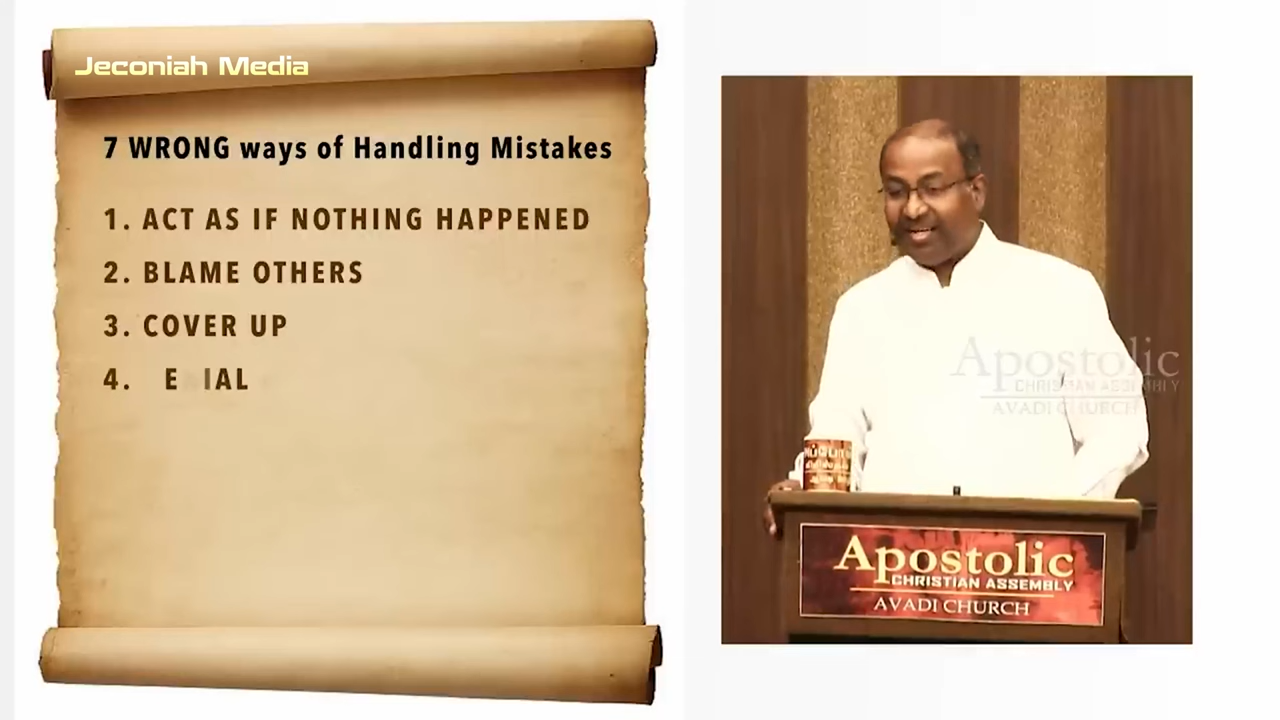 Jeconiah Media
7 WRONG ways of Handling Mistakes
1. ACT AS IF NOTHING HAPPENED
2. BLAME OTHERS
3. COVER UP
4. E IAL
Apostolic
CHRISTIAN ASSEMBLY
AVADI CHURCH
Apostolic
CHRISTIAN ASSEMBLY
AVADI CHURCH